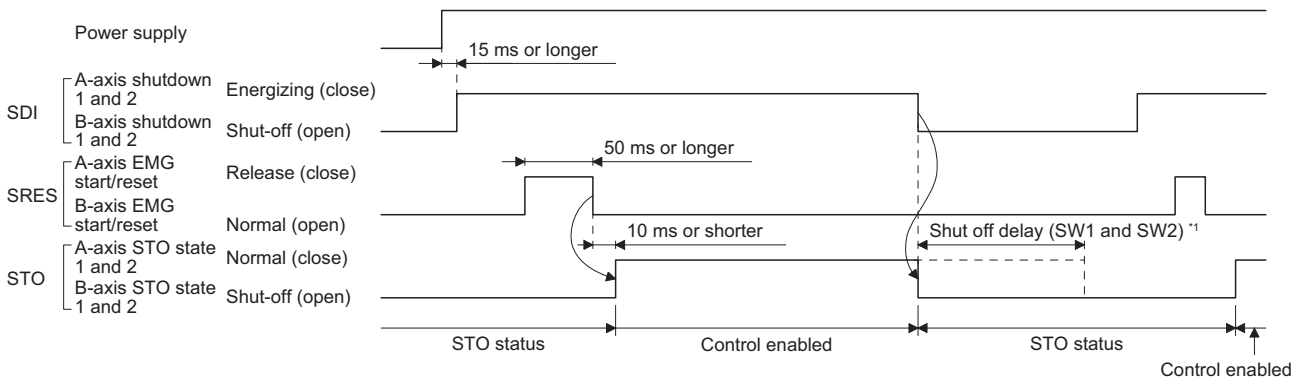 Power supply
15 ms or longer
SDI
A-axis shutdown
1 and 2
Energizing (close)
B-axis shutdown
1 and 2
Shut-off (open)
50 ms or longer
SRES
A-axis EMG
start/reset
Release (close)
B-axis EMG
start/reset
Normal (open)
10 ms or shorter
Shut off delay (SW1 and SW2) *1
STO
A-axis STO state
1 and 2
Normal (close)
B-axis STO state
1 and 2
Shut-off (open)
STO status
Control enabled
STO status
Control enabled